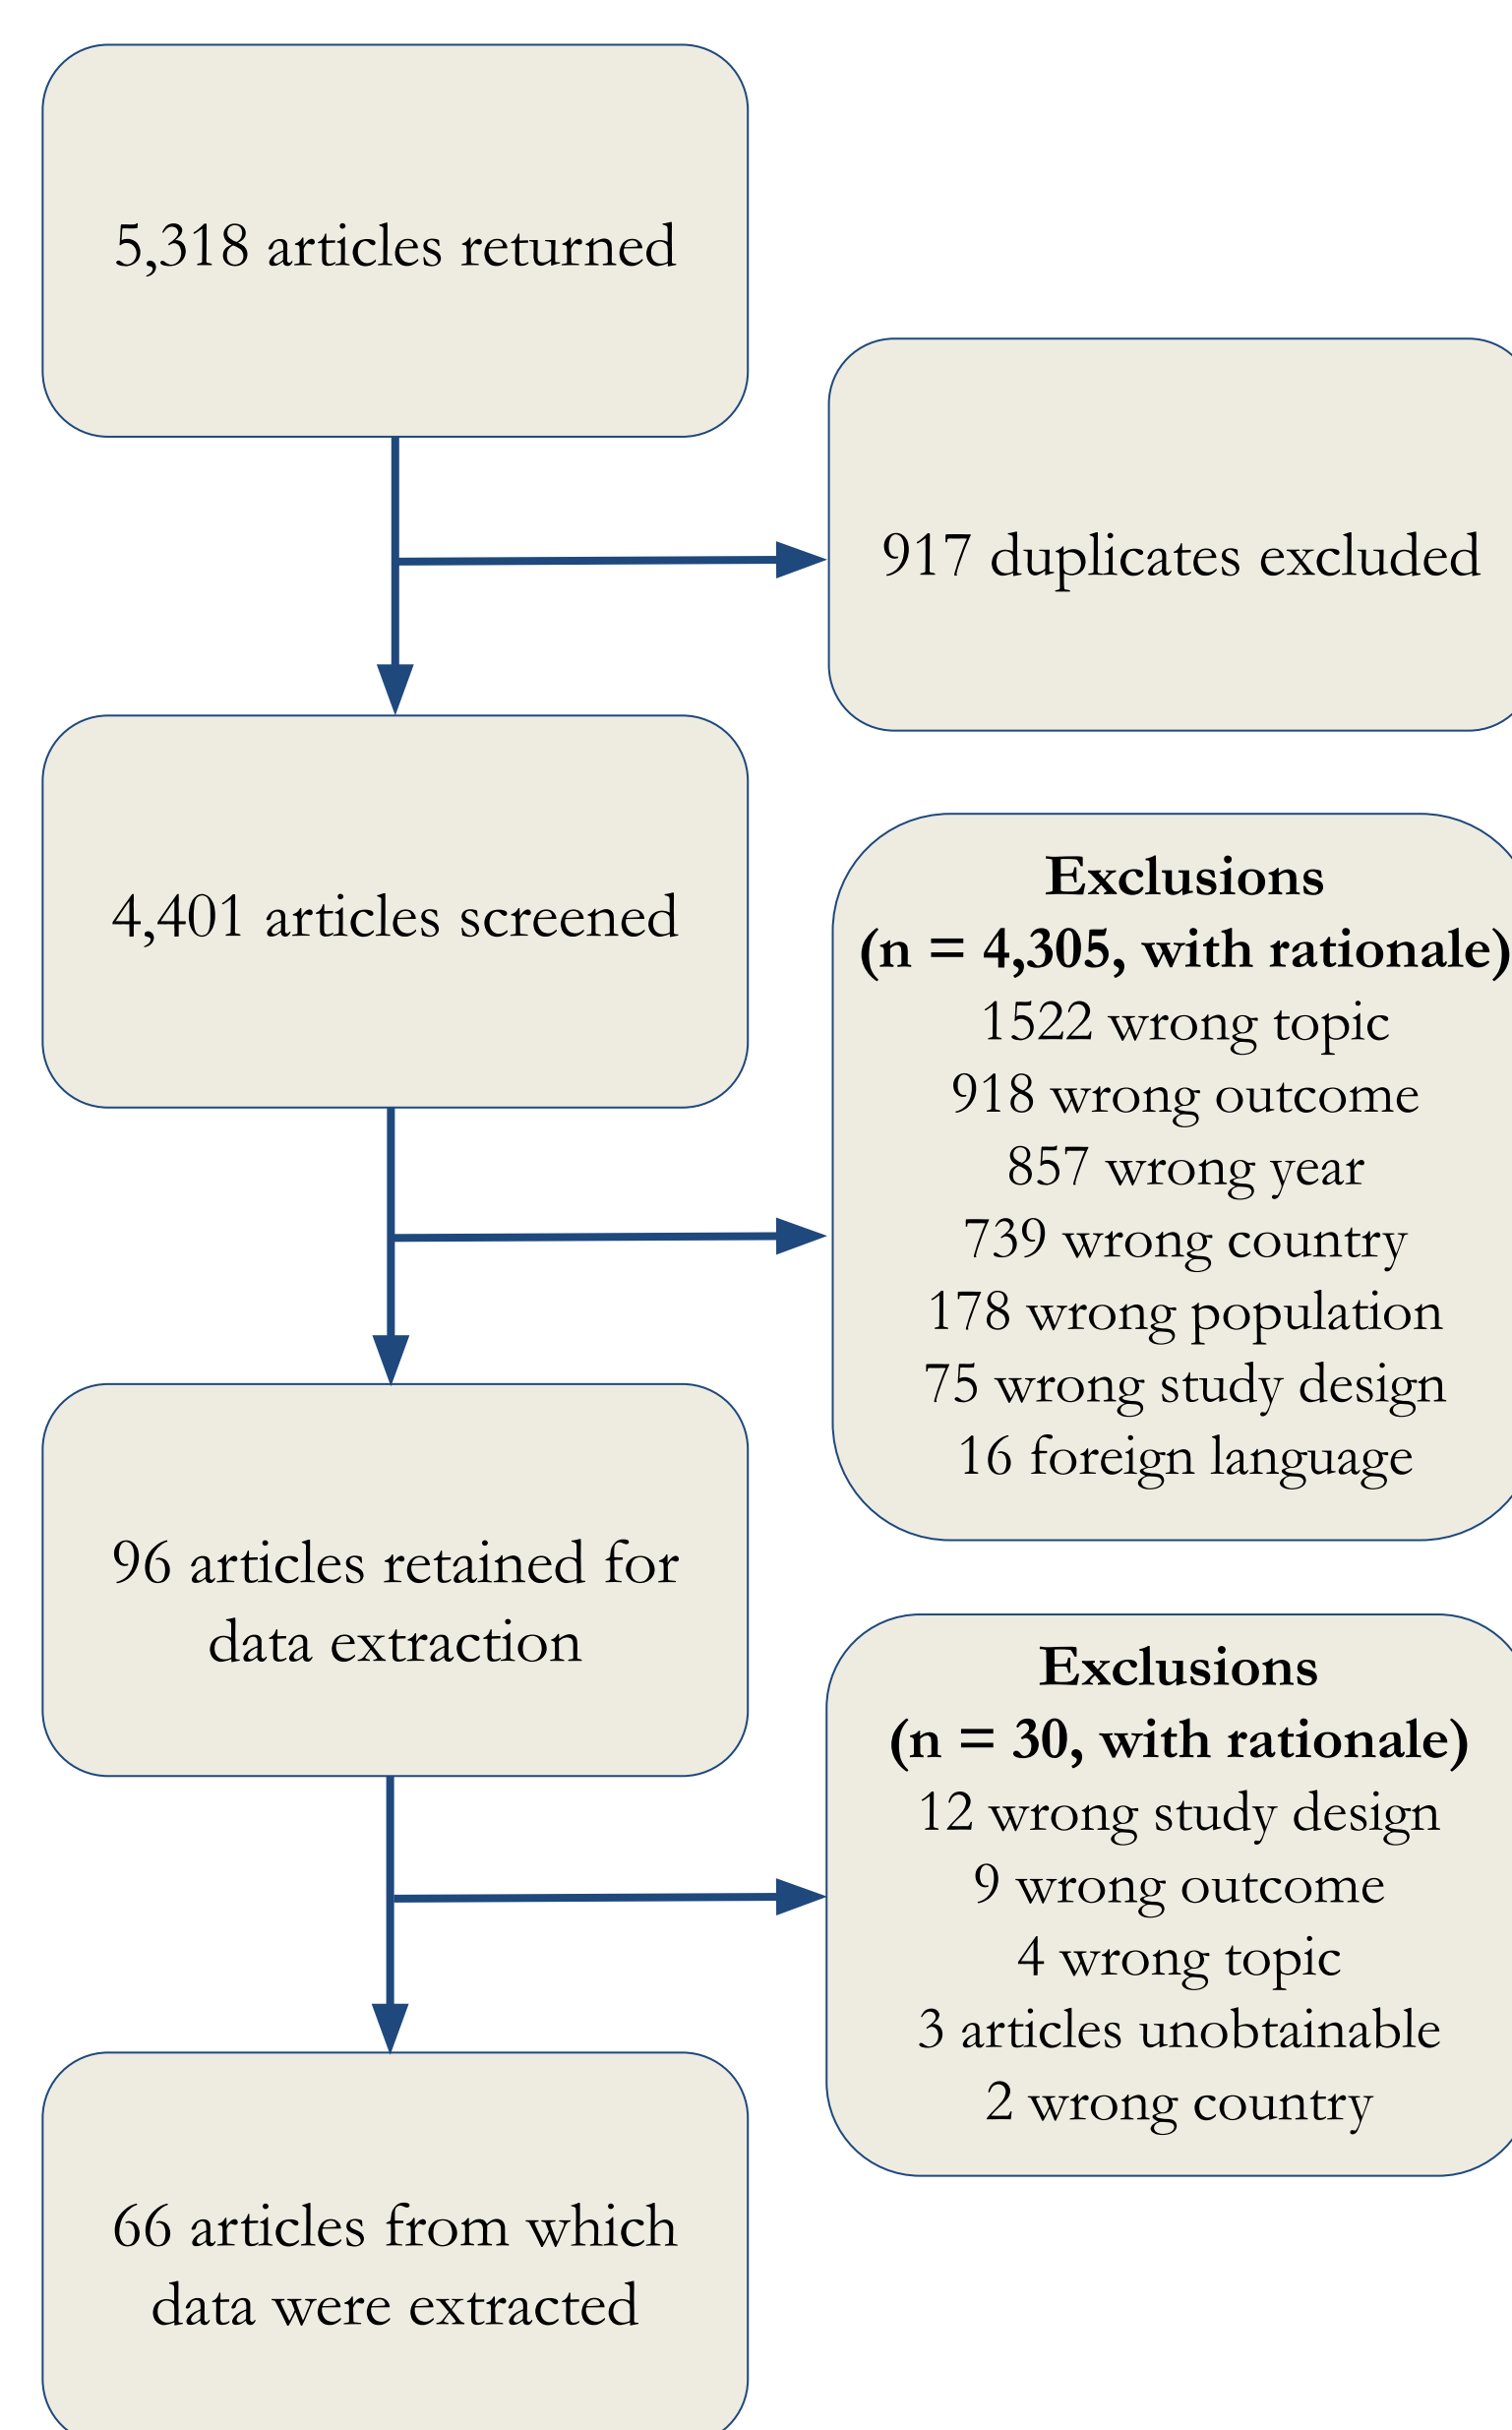 5,318 articles returned
917 duplicates excluded
4,401 articles screened
Exclusions
(n = 4,305, with rationale)
1522 wrong topic
918 wrong outcome
857 wrong year
739 wrong country
178 wrong population
75 wrong study design
16 foreign language
96 articles retained for
data extraction
Exclusions
(n = 30, with rationale)
12 wrong study design
9 wrong outcome
4 wrong topic
3 articles unobtainable
2 wrong country
66 articles from which
data were extracted